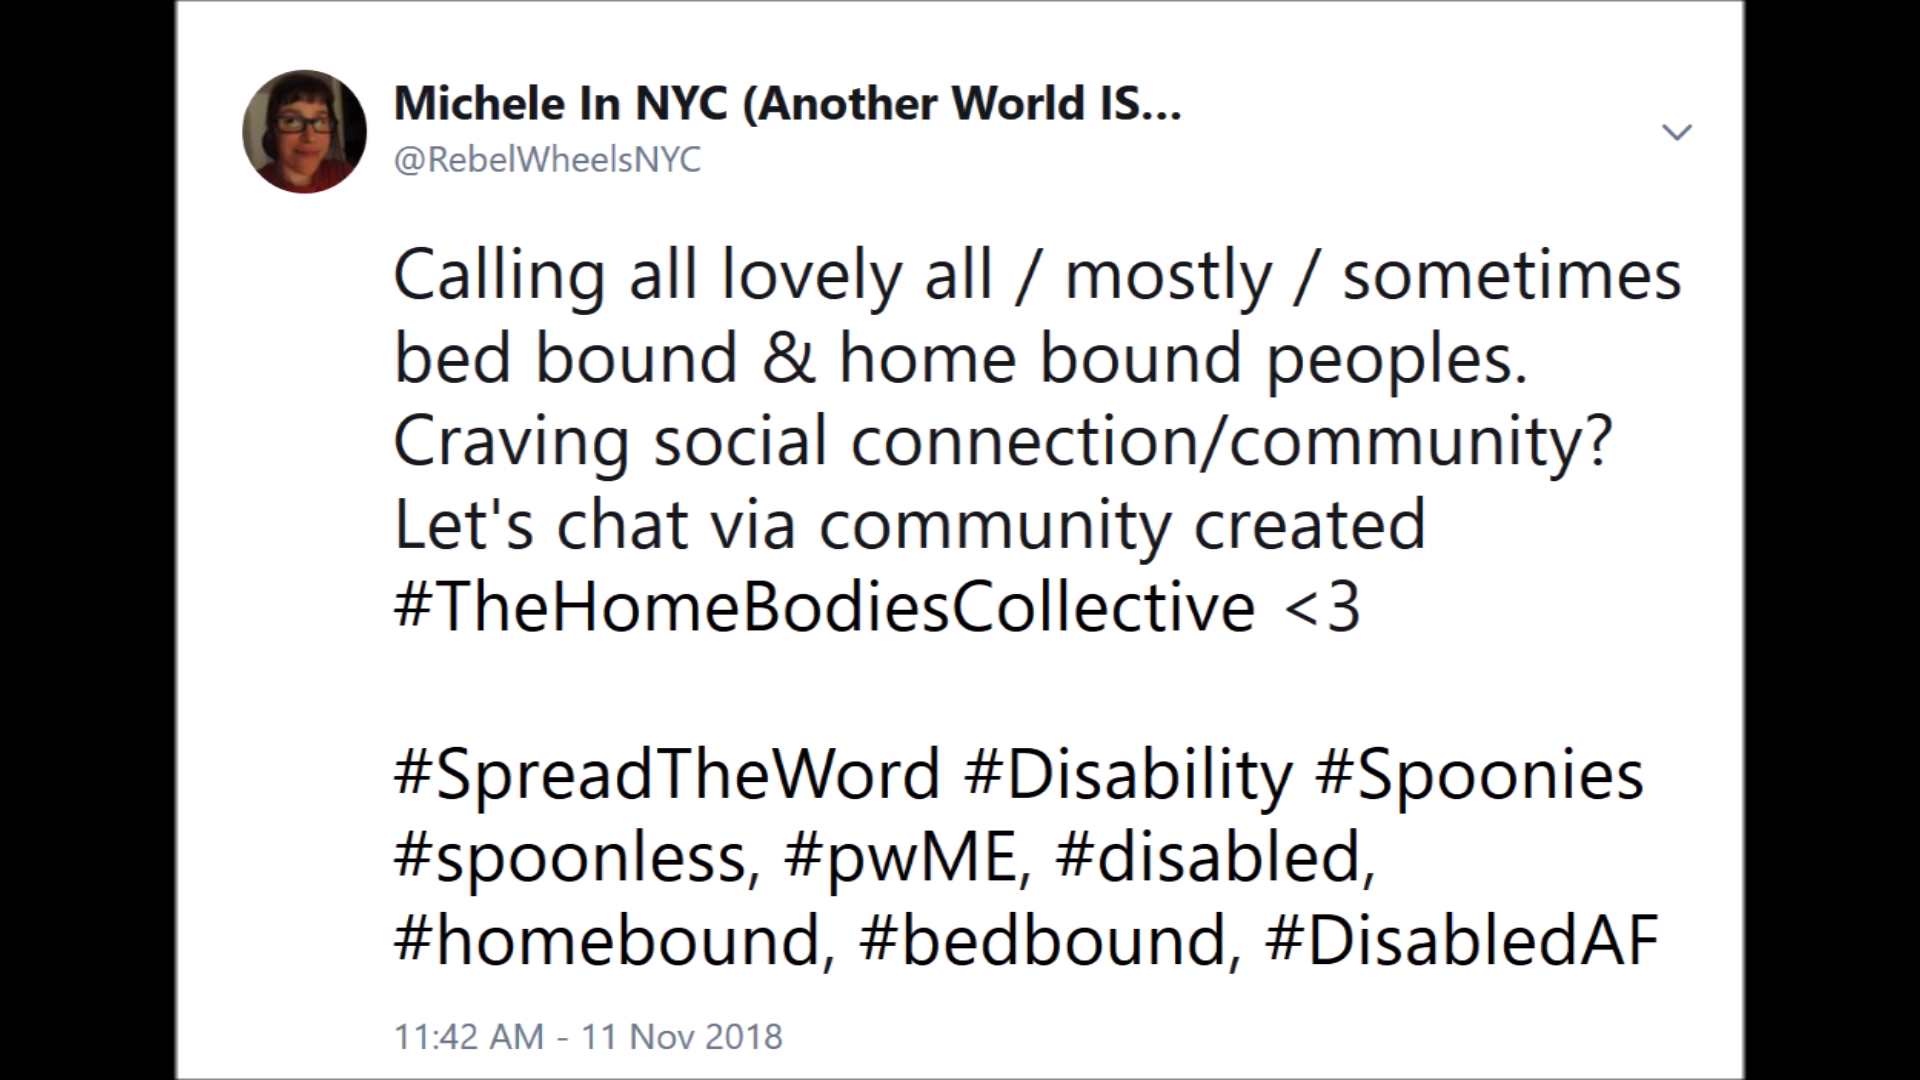 Michele In NYC (Another World IS...
@RebelWheelsNYC
Calling all lovely all / mostly / sometimes
bed bound & home bound peoples.
Craving social connection/community?
Let's chat via community created
#TheHomeBodiesCollective <3
#SpreadTheWord #Disability #Spoonies
#spoonless, #pwME, #disabled,
#homebound, #bedbound, #DisabledAF
11:42 AM - 11 Nov 2018